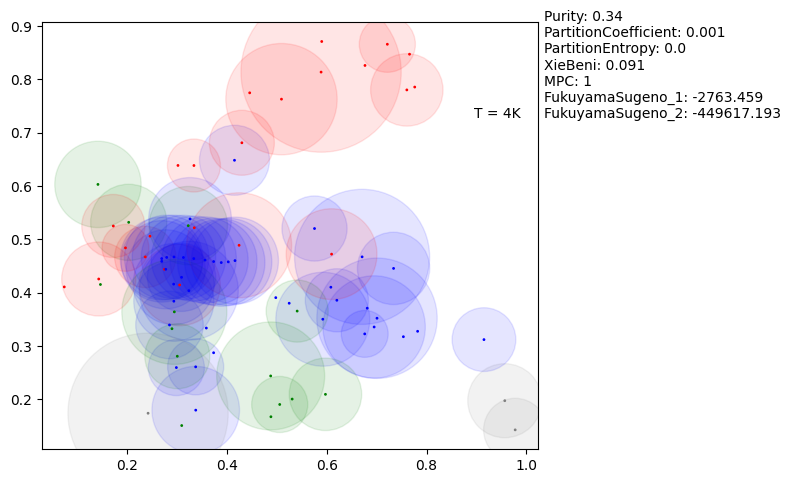 Purity: 0.34
PartitionCoefficient: 0.001
PartitionEntropy: 0.0
XieBeni: 0.091
MPC: 1
FukuyamaSugeno_1: -2763.459
FukuyamaSugeno_2: -449617.193
T = 4K
0.9
0.8
0.7
0.6
0.5
0.4
0.3
0.2
0.2 0.4 0.6 0.8 1.0